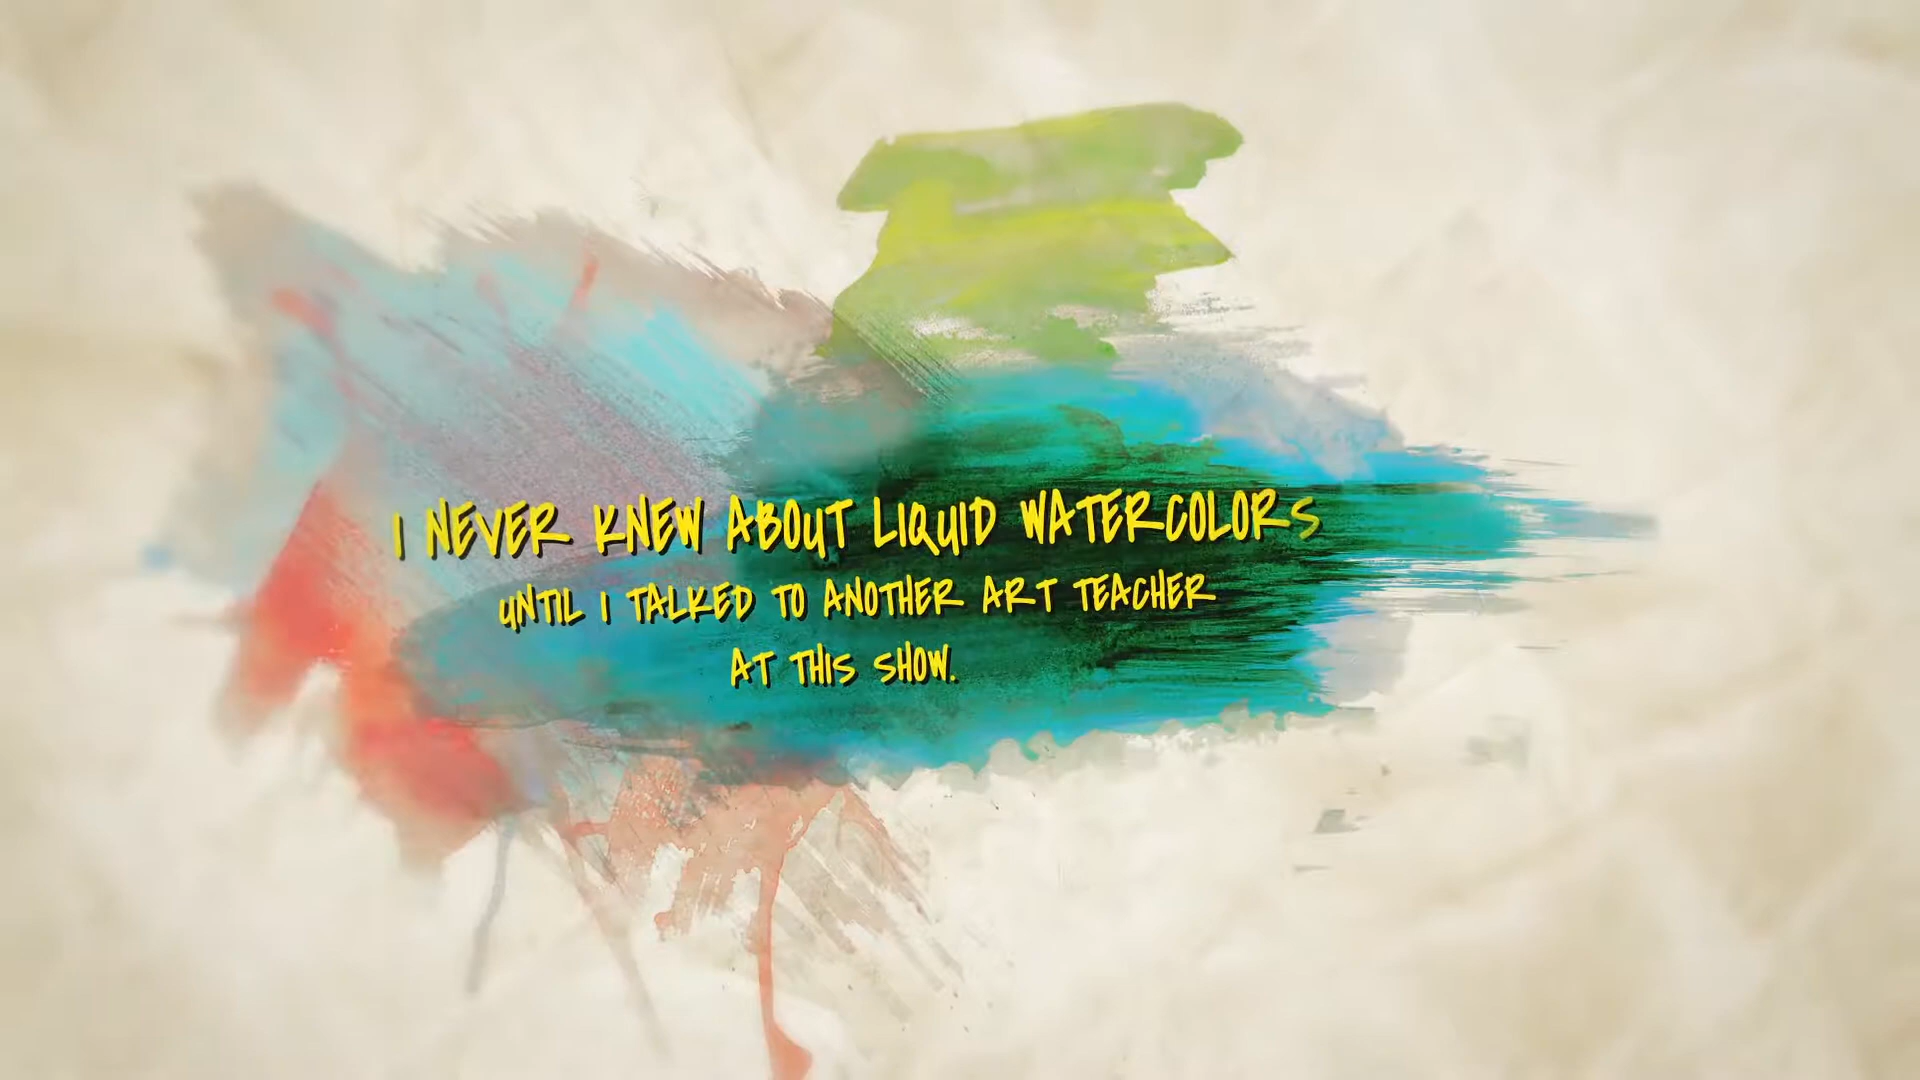 I NEVER KNEW ABOUT LIQUID WATERCOLORS
UNTIL I TALKED TO ANOTHER ART TEACHER
AT THIS SHOW.